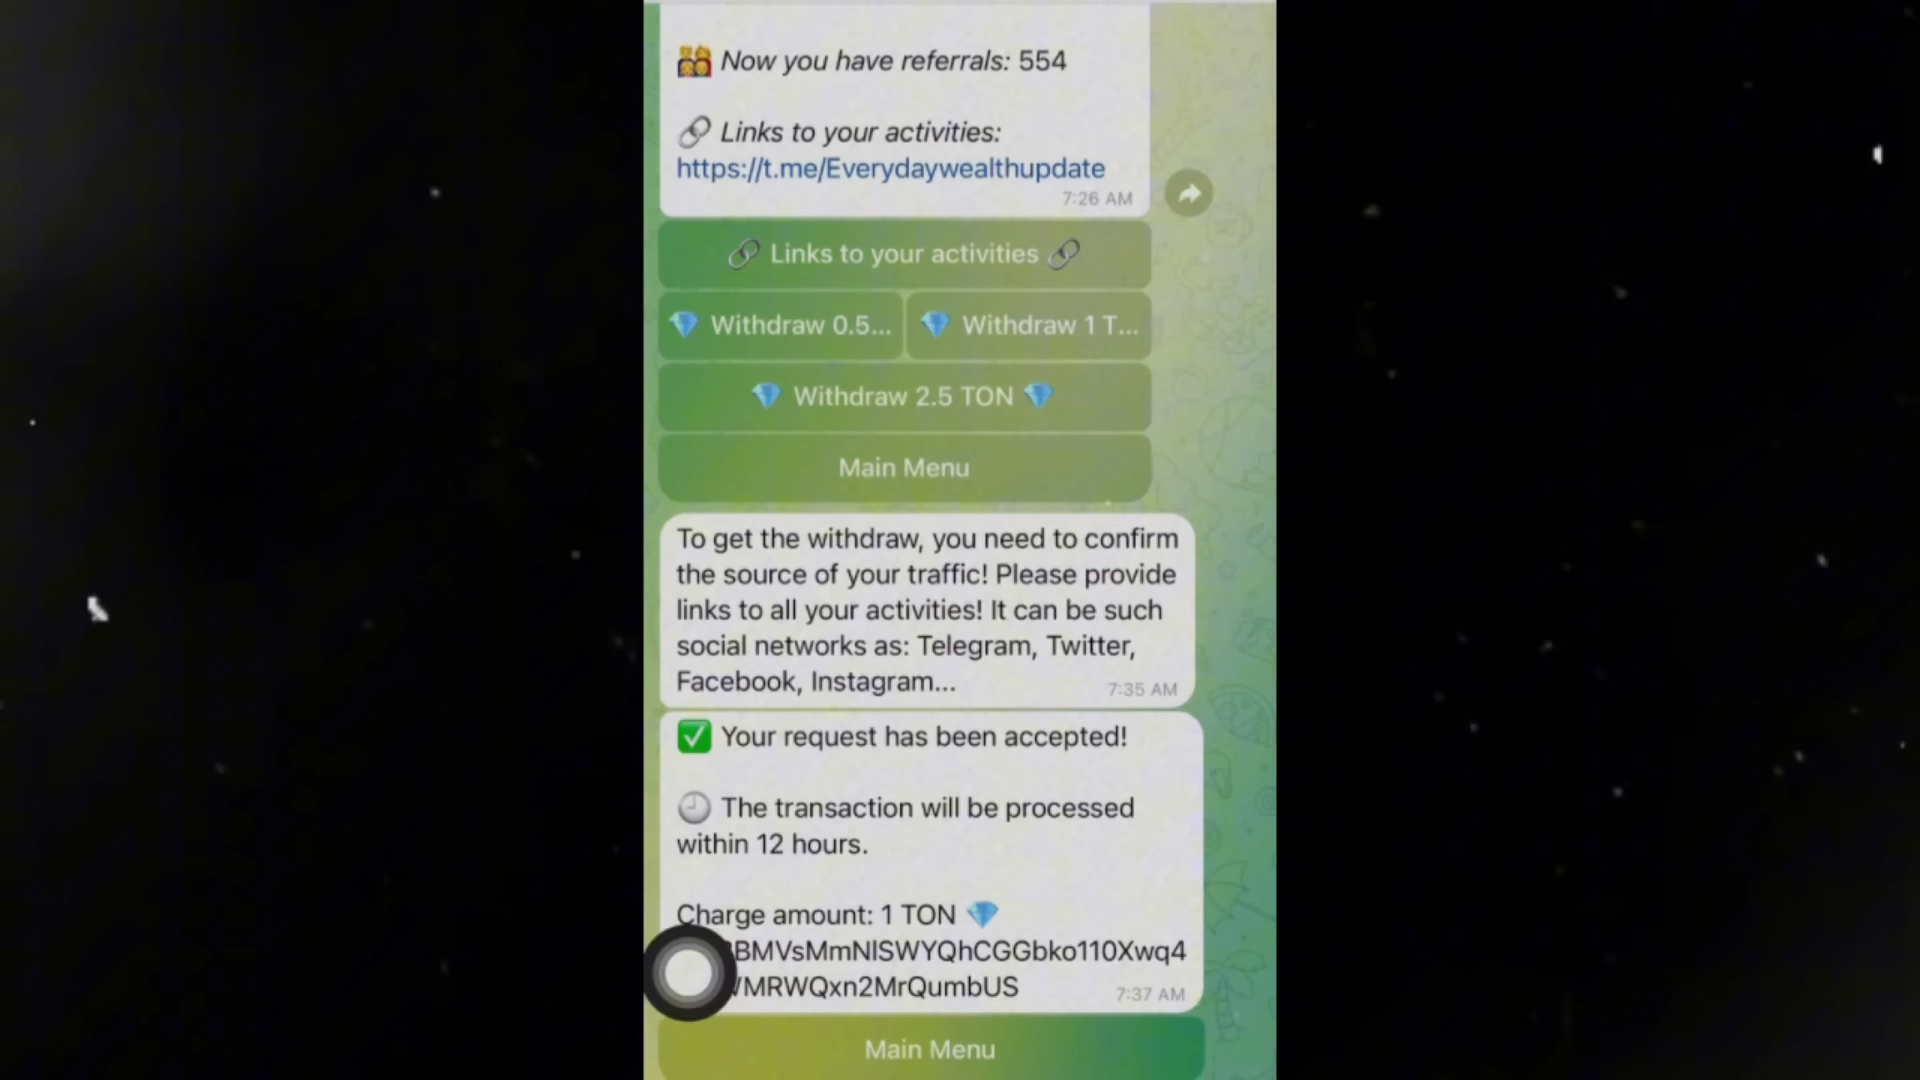 Now you have referrals: 554
Links to your activities:
https://t.me/Everydaywealthupdate
7:26 AM
Links to your activities
Withdraw 0.5...
Withdraw 1 T...
Withdraw 2.5 TON
Main Menu
To get the withdraw, you need to confirm
the source of your traffic! Please provide
links to all your activities! It can be such
social networks as: Telegram, Twitter,
Facebook, Instagram...
7:35 AM
Your request has been accepted!
The transaction will be processed
within 12 hours.
Charge amount: 1 TON
BMVsMmNlSWYQhCGGbko110Xwq4
MRWQxn2MrQumbUS
7:37 AM
Main Menu